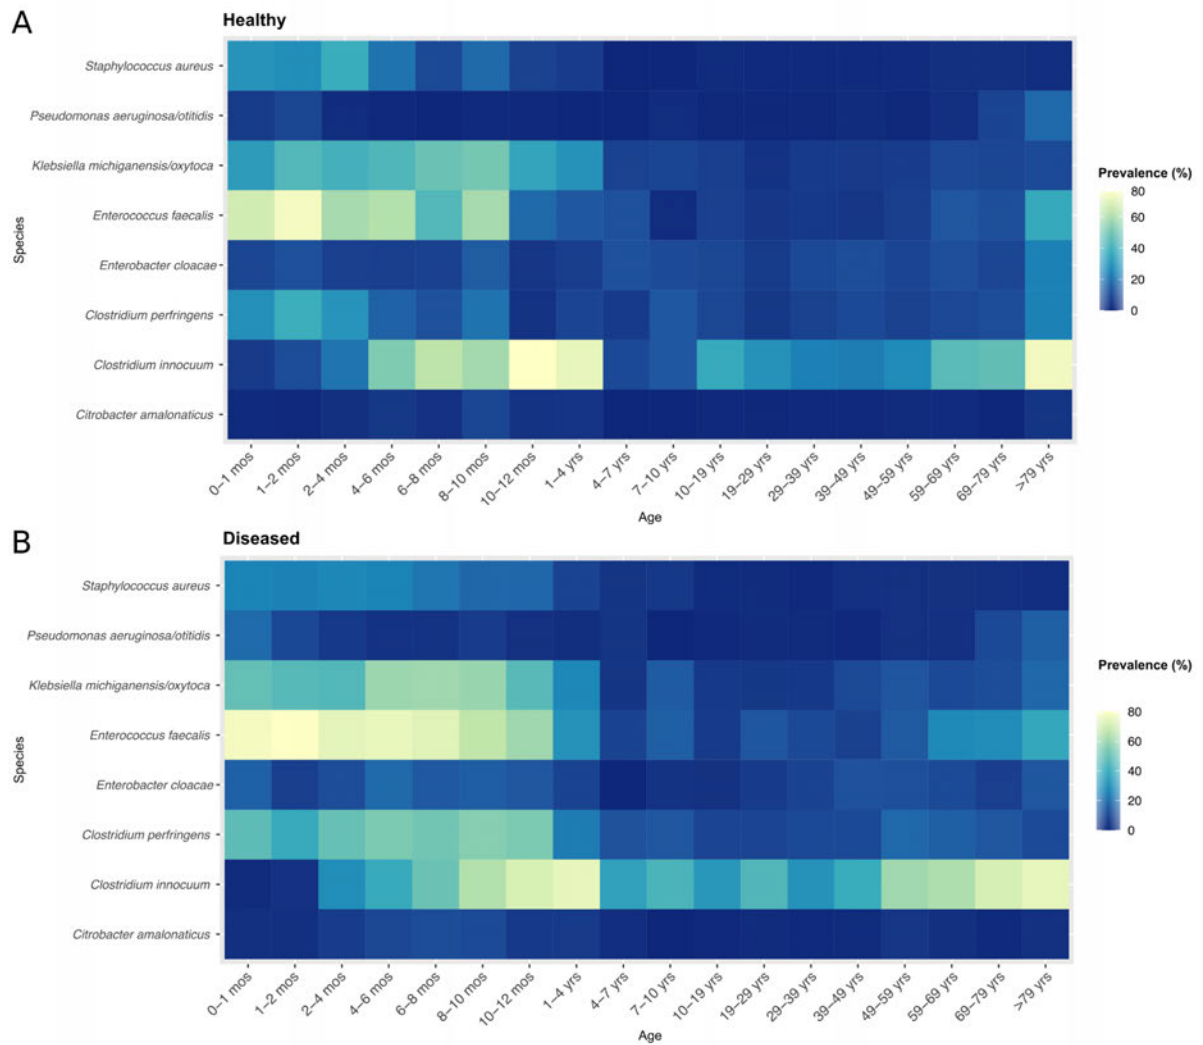 A
Healthy
Staphylococcus aureus
Pseudomonas aeruginosa/otitidis
Klebsiella michiganensis/oxytoca
Enterococcus faecalis
Enterobacter cloacae
Clostridium perfringens
Clostridium innocuum
Citrobacter amalonaticus
Species
0–1 mos
1–2 mos
2–4 mos
4–6 mos
6–8 mos
8–10 mos
10–12 mos
1–4 yrs
4–7 yrs
7–10 yrs
10–19 yrs
19–29 yrs
29–39 yrs
39–49 yrs
49–59 yrs
59–69 yrs
69–79 yrs
>79 yrs
Age
Prevalence (%)
80
60
40
20
0
B
Diseased
Staphylococcus aureus
Pseudomonas aeruginosa/otitidis
Klebsiella michiganensis/oxytoca
Enterococcus faecalis
Enterobacter cloacae
Clostridium perfringens
Clostridium innocuum
Citrobacter amalonaticus
Species
0–1 mos
1–2 mos
2–4 mos
4–6 mos
6–8 mos
8–10 mos
10–12 mos
1–4 yrs
4–7 yrs
7–10 yrs
10–19 yrs
19–29 yrs
29–39 yrs
39–49 yrs
49–59 yrs
59–69 yrs
69–79 yrs
>79 yrs
Age
Prevalence (%)
80
60
40
20
0